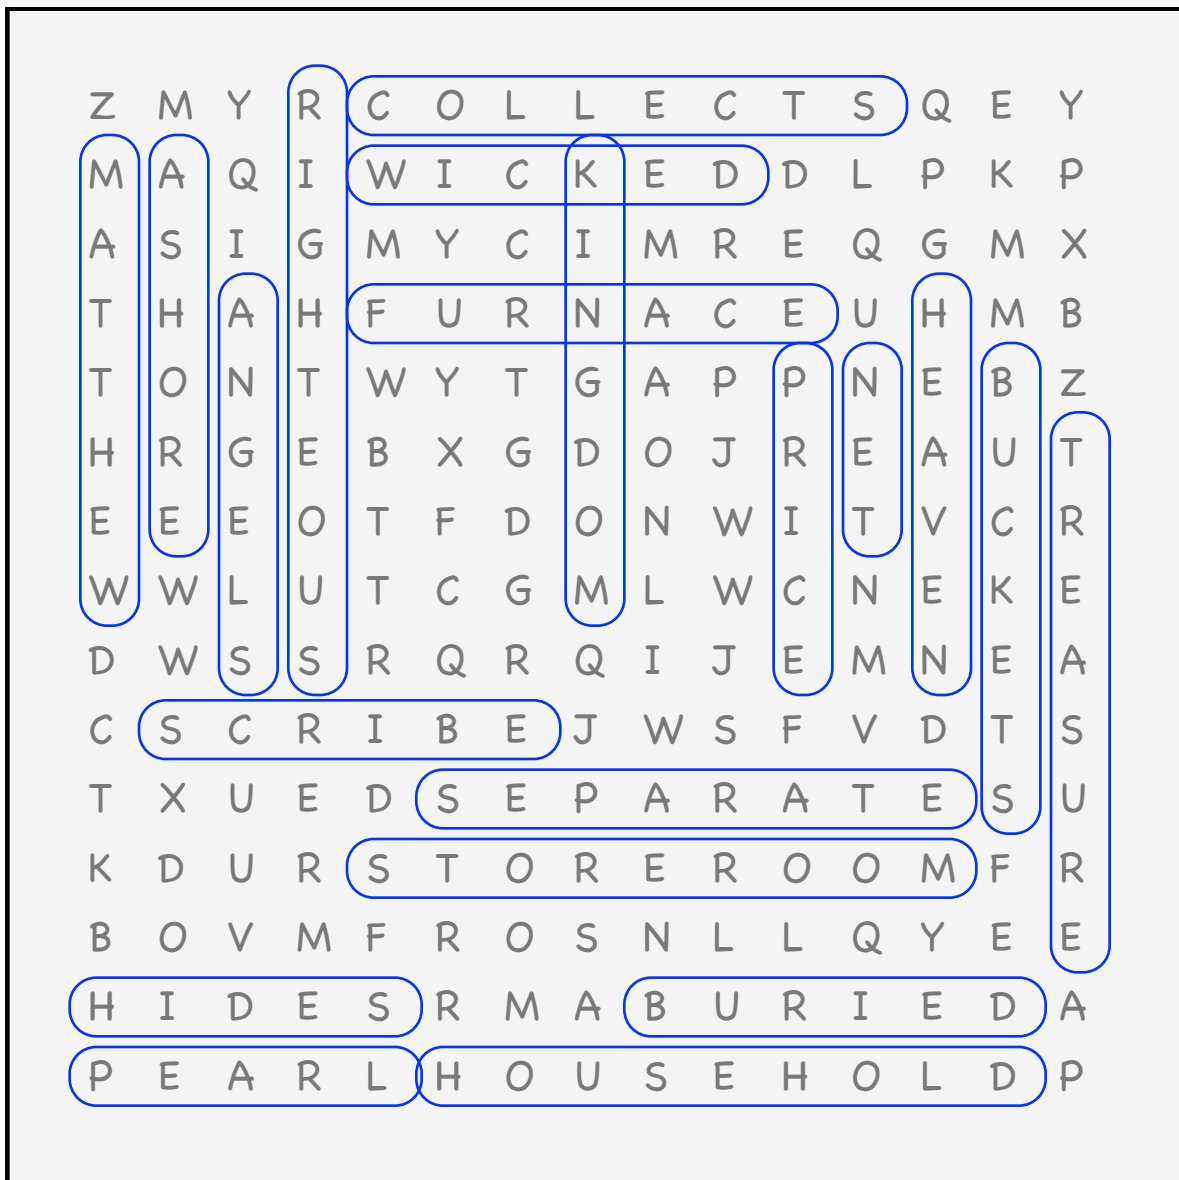 Z M Y R C O L L E C T S Q E Y
M A Q I W I C K E D D L P K P
A S I G M Y C I M R E Q G M X
T H A H F U R N A C E U H M B
T O N T W Y T G A P P N E B Z
H R G E B X G D O J R E A U T
E E E O T F D O N W I T V C R
W W L U T C G M L W C N E K E
D W S S R Q R Q I J E M N E A
C S C R I B E J W S F V D T S
T X U E D S E P A R A T E S U
K D U R S T O R E R O O M F R
B O V M F R O S N L L Q Y E E
H I D E S R M A B U R I E D A
P E A R L H O U S E H O L D P